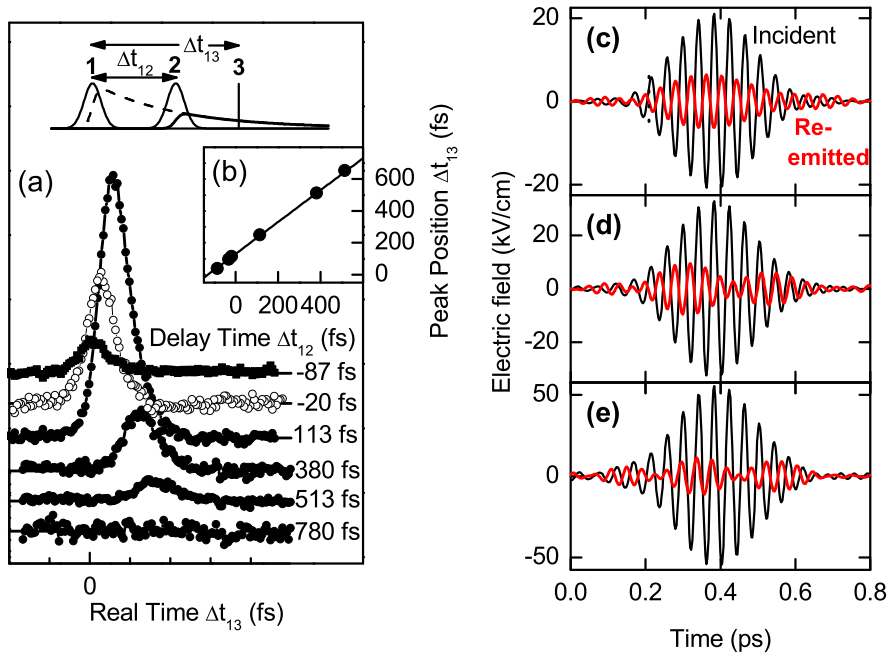 Δt13
Δt12
1 2 3
(a)
(b)
600
400
200
0
Peak Position Δt13 (fs)
0 200 400
Delay Time Δt12 (fs)
-87 fs
-20 fs
113 fs
380 fs
513 fs
780 fs
0
Real Time Δt13 (fs)
Electric field (kV/cm)
20
0
-20
(c)
Incident
Re-
emitted
20
0
-20
(d)
50
0
-50
(e)
0.0 0.2 0.4 0.6 0.8
Time (ps)